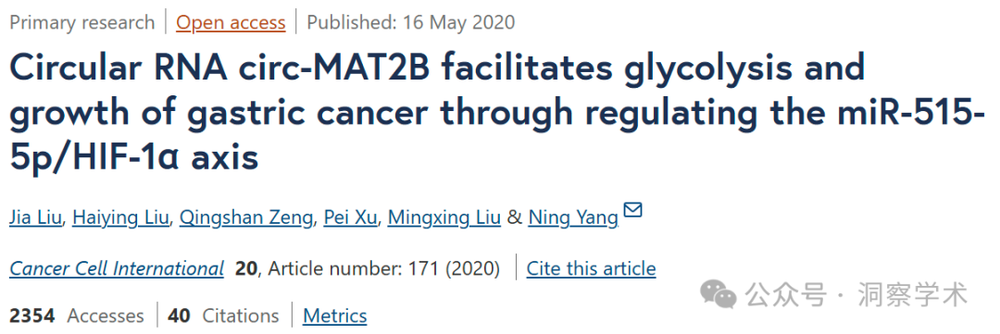 Primary research | Open access | Published: 16 May 2020
Circular RNA circ-MAT2B facilitates glycolysis and
growth of gastric cancer through regulating the miR-515-
5p/HIF-1α axis
Jia Liu, Haiying Liu, Qingshan Zeng, Pei Xu, Mingxing Liu & Ning Yang
Cancer Cell International 20, Article number: 171 (2020) | Cite this article
公众号 · 洞察学术
2354 Accesses | 40 Citations | Metrics